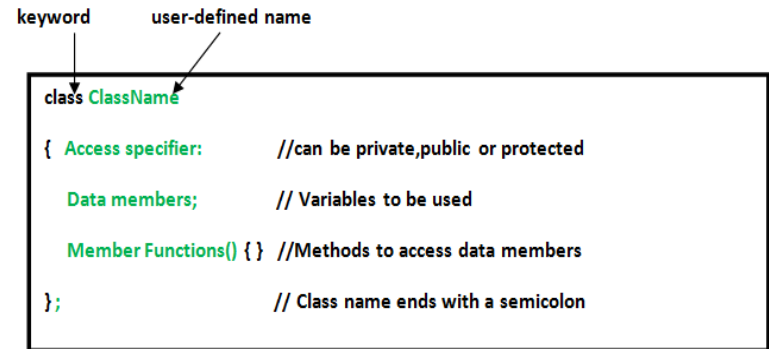 keyword user-defined name
class ClassName
{ Access specifier: //can be private,public or protected
Data members; // Variables to be used
Member Functions() { } //Methods to access data members
}; // Class name ends with a semicolon